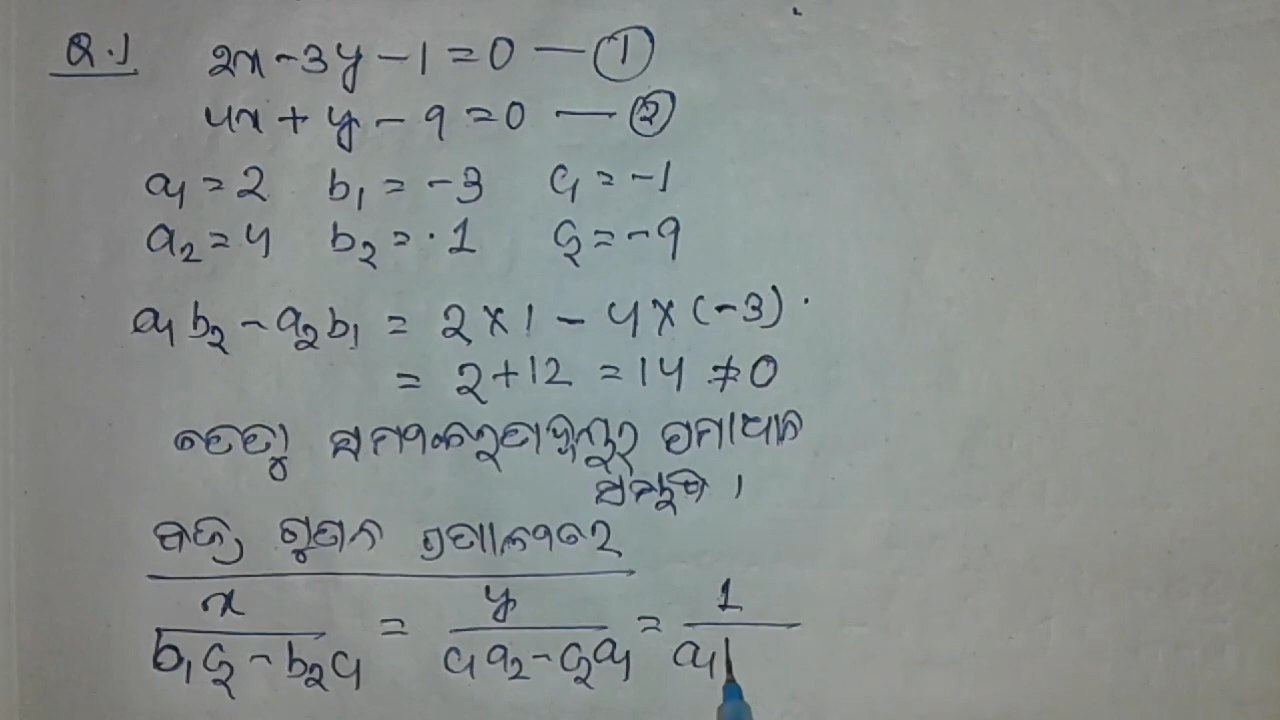 Q.1 2x - 3y - 1 = 0 — ①
4x + y - 9 = 0 — ②
a₁ = 2 b₁ = -3 c₁ = -1
a₂ = 4 b₂ = 1 c₂ = -9
a₁b₂ - a₂b₁ = 2 × 1 - 4 × (-3)
= 2 + 12 = 14 ≠ 0
ତେଣୁ ସମୀକରଣଦ୍ୱୟର ସମାଧାନ
ସମ୍ଭବ ।
ବଜ୍ର ଗୁଣନ ପ୍ରଣାଳୀରେ
x/(b₁c₂ - b₂c₁) = y/(c₁a₂ - c₂a₁) = 1/a₁